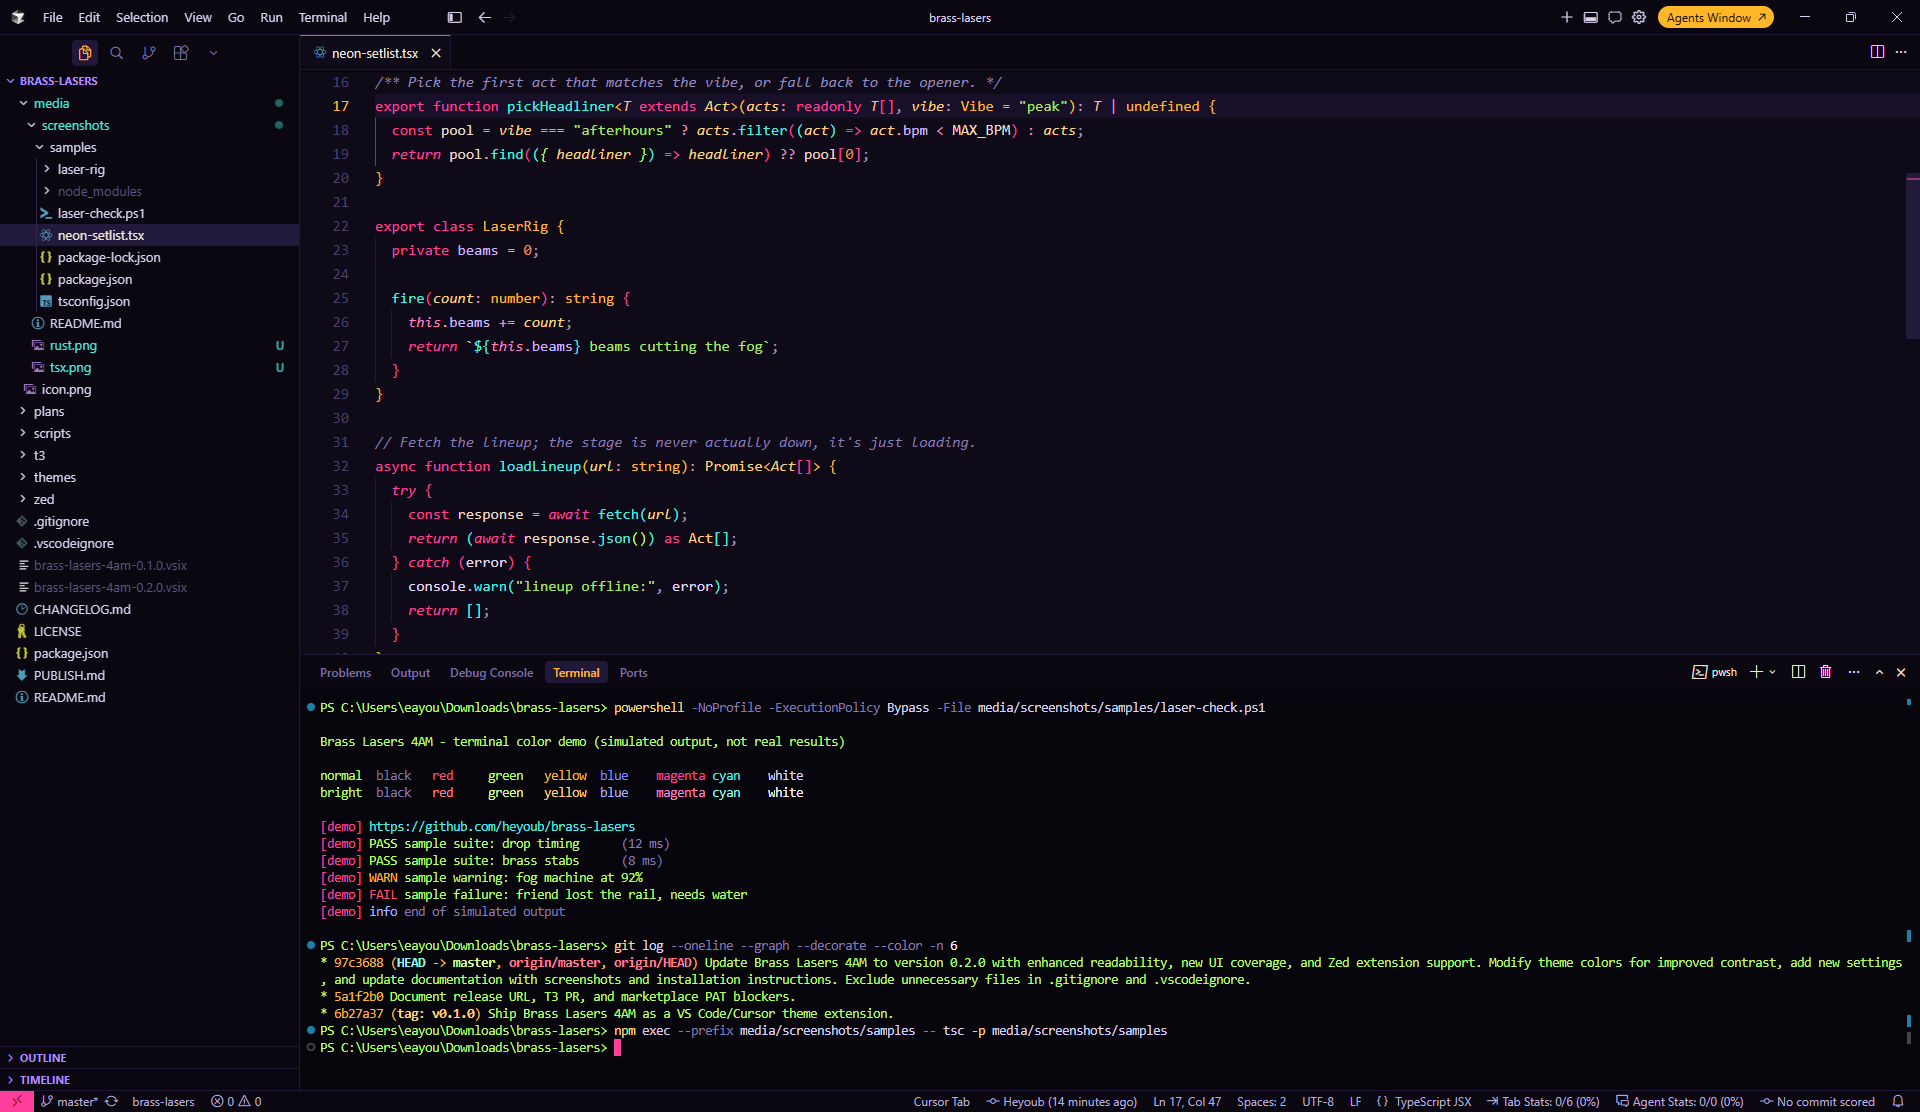 File Edit Selection View Go Run Terminal Help
brass-lasers
Agents Window
BRASS-LASERS
media
screenshots
samples
laser-rig
node_modules
laser-check.ps1
neon-setlist.tsx
package-lock.json
package.json
tsconfig.json
README.md
rust.png U
tsx.png U
icon.png
plans
scripts
t3
themes
zed
.gitignore
.vscodeignore
brass-lasers-4am-0.1.0.vsix
brass-lasers-4am-0.2.0.vsix
CHANGELOG.md
LICENSE
package.json
PUBLISH.md
README.md
OUTLINE
TIMELINE
neon-setlist.tsx
16 /** Pick the first act that matches the vibe, or fall back to the opener. */
17 export function pickHeadliner<T extends Act>(acts: readonly T[], vibe: Vibe = "peak"): T | undefined {
18 const pool = vibe === "afterhours" ? acts.filter((act) => act.bpm < MAX_BPM) : acts;
19 return pool.find(({ headliner }) => headliner) ?? pool[0];
20 }
21
22 export class LaserRig {
23 private beams = 0;
24
25 fire(count: number): string {
26 this.beams += count;
27 return `${this.beams} beams cutting the fog`;
28 }
29 }
30
31 // Fetch the lineup; the stage is never actually down, it's just loading.
32 async function loadLineup(url: string): Promise<Act[]> {
33 try {
34 const response = await fetch(url);
35 return (await response.json()) as Act[];
36 } catch (error) {
37 console.warn("lineup offline:", error);
38 return [];
39 }
Problems Output Debug Console Terminal Ports
pwsh
PS C:\Users\eayou\Downloads\brass-lasers> powershell -NoProfile -ExecutionPolicy Bypass -File media/screenshots/samples/laser-check.ps1
Brass Lasers 4AM - terminal color demo (simulated output, not real results)
normal black red green yellow blue magenta cyan white
bright black red green yellow blue magenta cyan white
[demo] https://github.com/heyoub/brass-lasers
[demo] PASS sample suite: drop timing (12 ms)
[demo] PASS sample suite: brass stabs (8 ms)
[demo] WARN sample warning: fog machine at 92%
[demo] FAIL sample failure: friend lost the rail, needs water
[demo] info end of simulated output
PS C:\Users\eayou\Downloads\brass-lasers> git log --oneline --graph --decorate --color -n 6
* 97c3688 (HEAD -> master, origin/master, origin/HEAD) Update Brass Lasers 4AM to version 0.2.0 with enhanced readability, new UI coverage, and Zed extension support. Modify theme colors for improved contrast, add new settings
, and update documentation with screenshots and installation instructions. Exclude unnecessary files in .gitignore and .vscodeignore.
* 5a1f2b0 Document release URL, T3 PR, and marketplace PAT blockers.
* 6b27a37 (tag: v0.1.0) Ship Brass Lasers 4AM as a VS Code/Cursor theme extension.
PS C:\Users\eayou\Downloads\brass-lasers> npm exec --prefix media/screenshots/samples -- tsc -p media/screenshots/samples
PS C:\Users\eayou\Downloads\brass-lasers>
master* brass-lasers 0 0 Cursor Tab Heyoub (14 minutes ago) Ln 17, Col 47 Spaces: 2 UTF-8 LF {} TypeScript JSX Tab Stats: 0/6 (0%) Agent Stats: 0/0 (0%) No commit scored